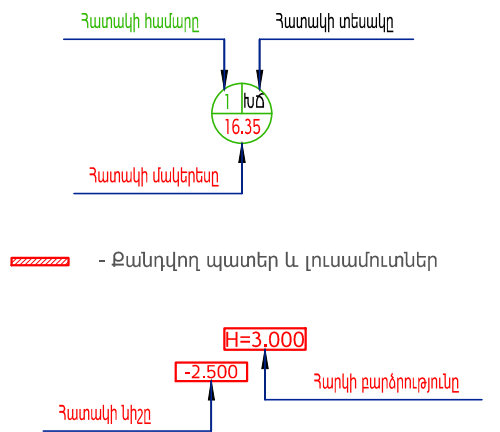 Հատակի համարը
Հատակի տեսակը
1 ԽՃ
16.35
Հատակի մակերեսը
- Քանդվող պատեր և լուսամուտներ
H=3.000
-2.500
Հարկի բարձրությունը
Հատակի նիշը